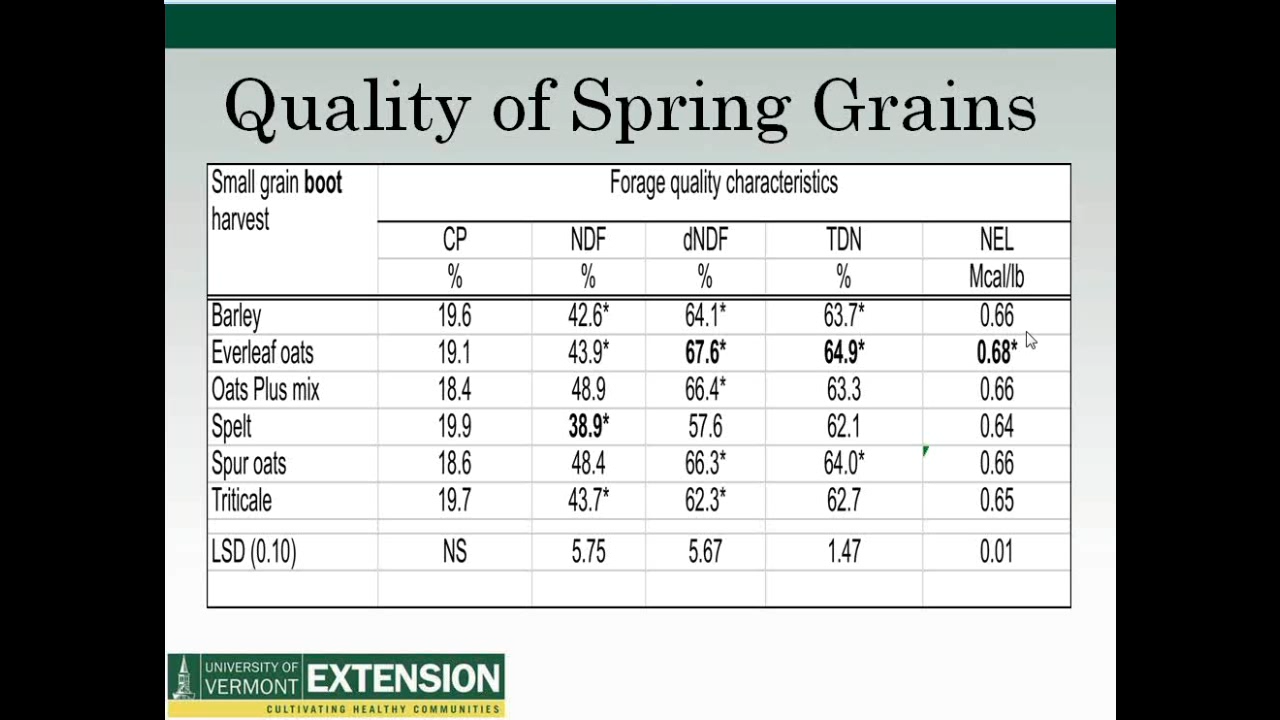 Quality of Spring Grains
Small grain boot harvest Forage quality characteristics
CP NDF dNDF TDN NEL
% % % % Mcal/lb
Barley 19.6 42.6* 64.1* 63.7* 0.66
Everleaf oats 19.1 43.9* 67.6* 64.9* 0.68*
Oats Plus mix 18.4 48.9 66.4* 63.3 0.66
Spelt 19.9 38.9* 57.6 62.1 0.64
Spur oats 18.6 48.4 66.3* 64.0* 0.66
Triticale 19.7 43.7* 62.3* 62.7 0.65
LSD (0.10) NS 5.75 5.67 1.47 0.01
UNIVERSITY OF
VERMONT EXTENSION
CULTIVATING HEALTHY COMMUNITIES